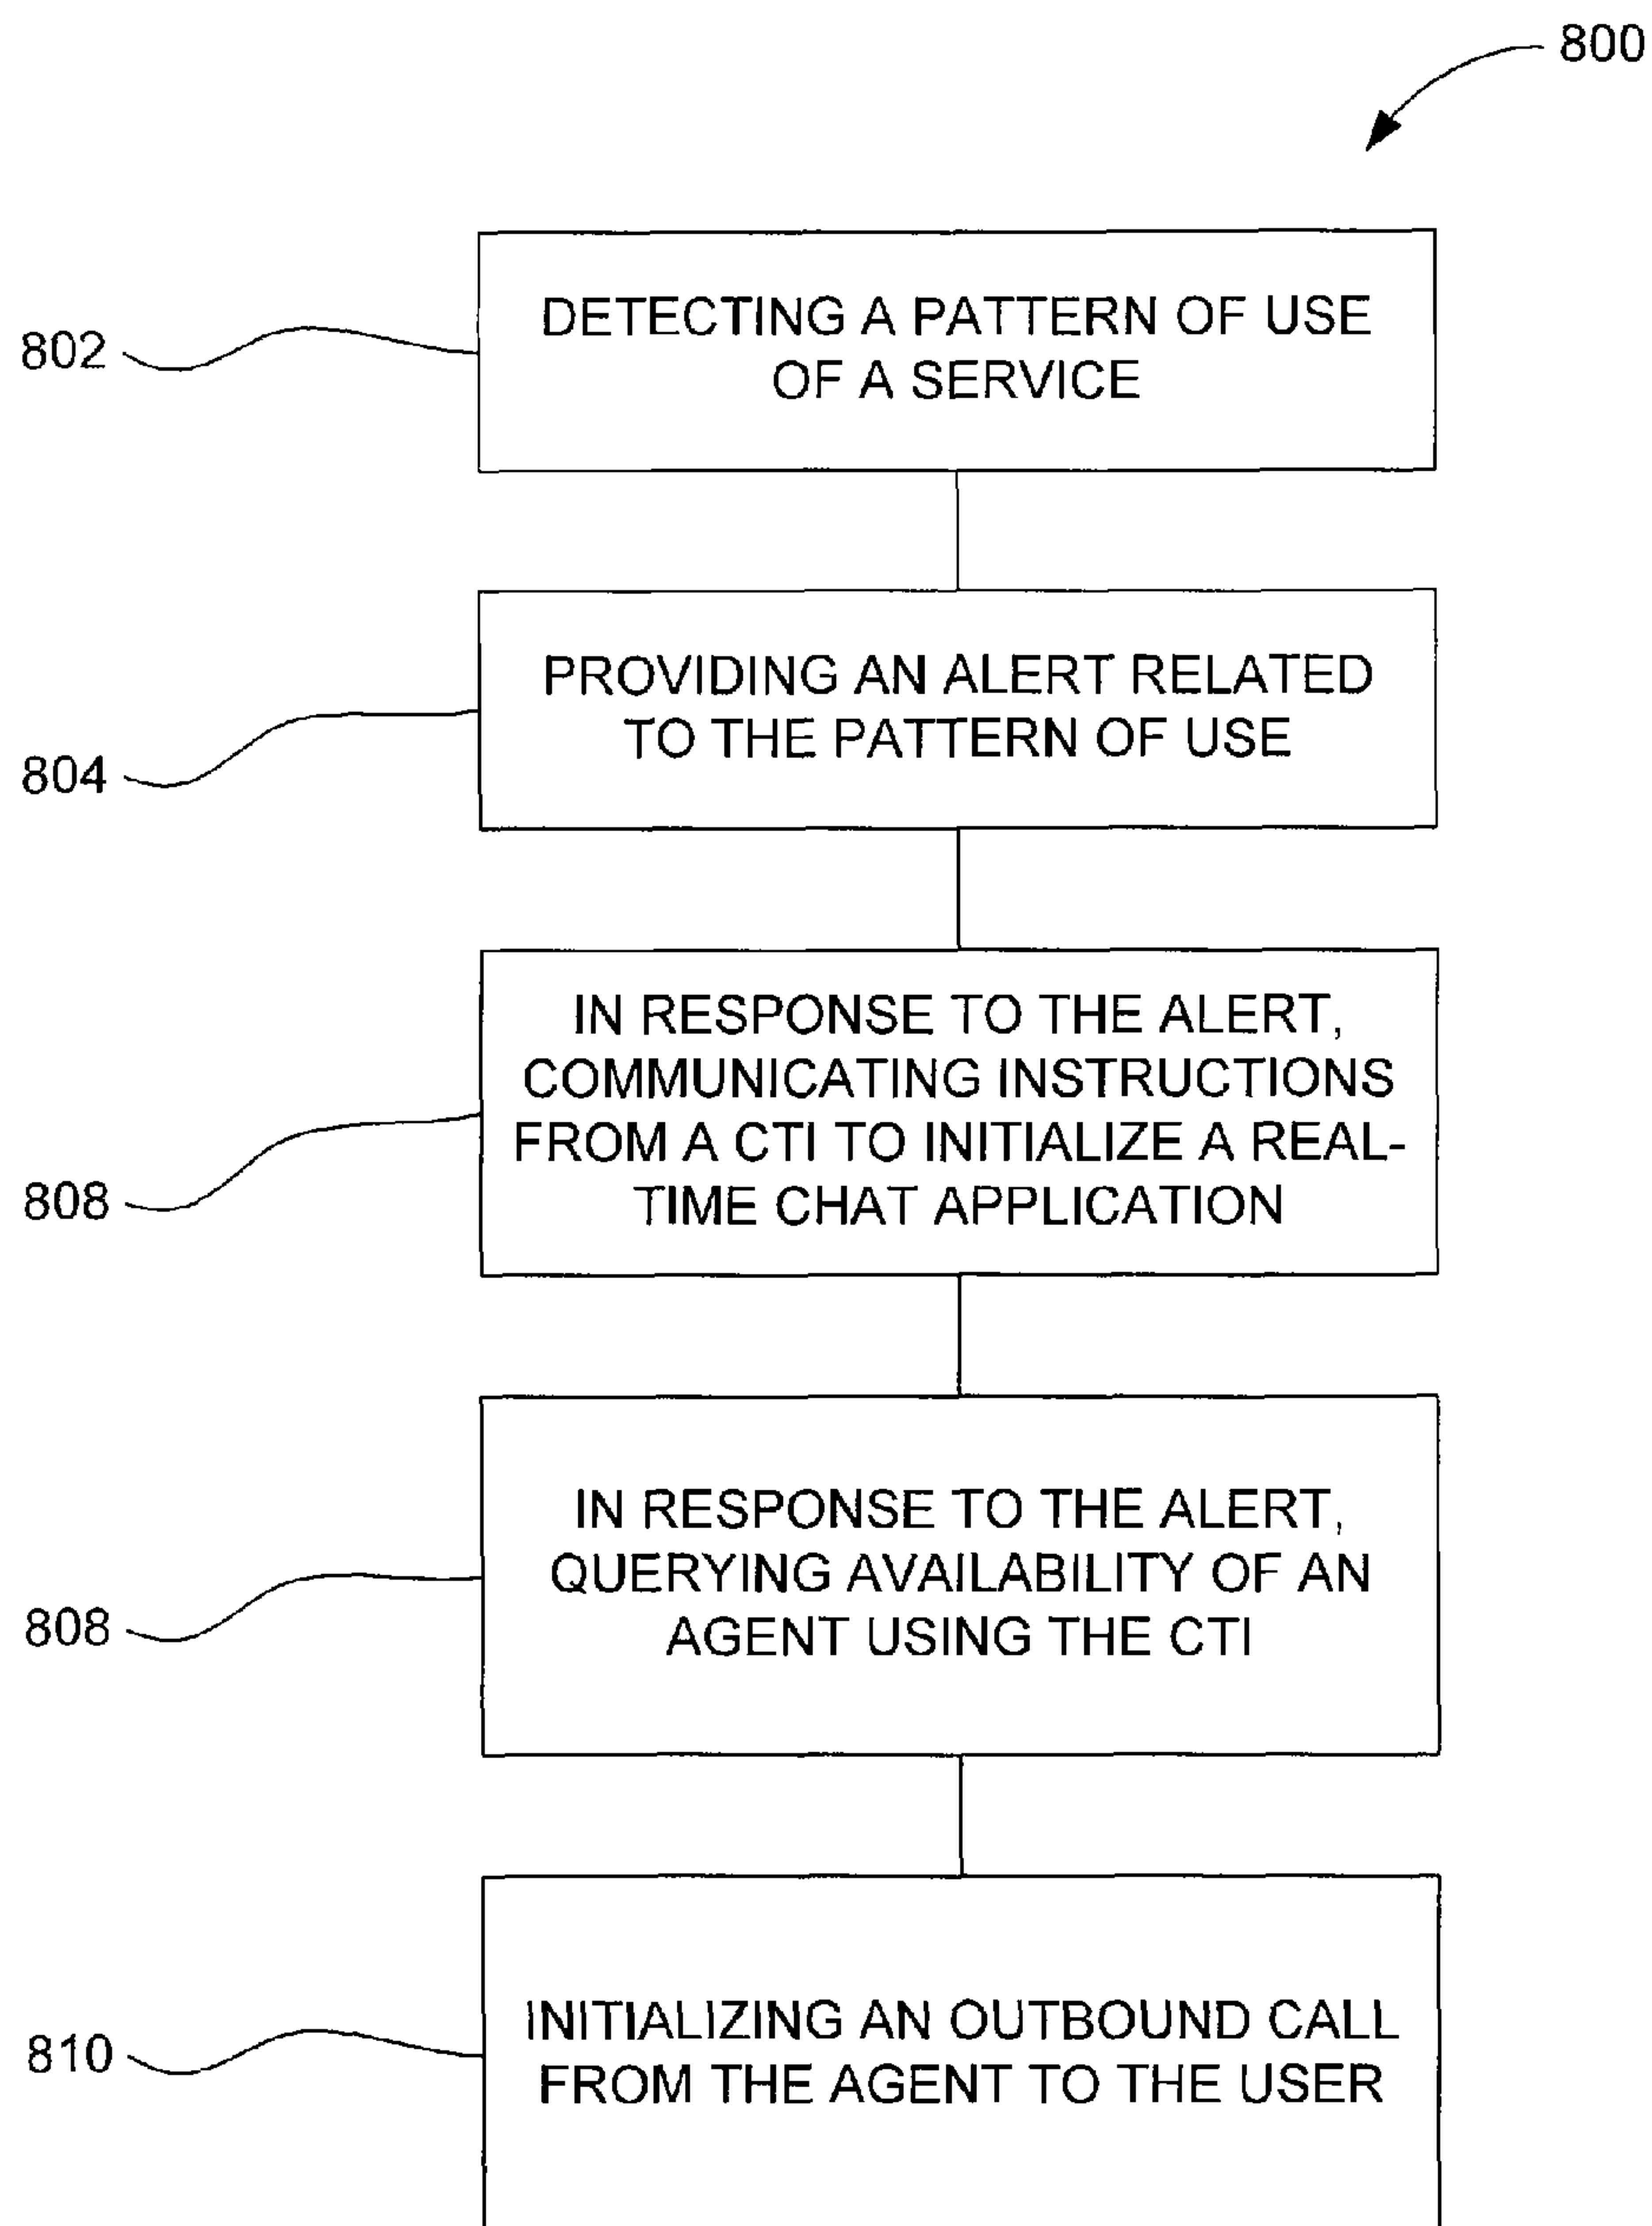 800
802
DETECTING A PATTERN OF USE
OF A SERVICE
804
PROVIDING AN ALERT RELATED
TO THE PATTERN OF USE
808
IN RESPONSE TO THE ALERT,
COMMUNICATING INSTRUCTIONS
FROM A CTI TO INITIALIZE A REAL-
TIME CHAT APPLICATION
808
IN RESPONSE TO THE ALERT,
QUERYING AVAILABILITY OF AN
AGENT USING THE CTI
810
INITIALIZING AN OUTBOUND CALL
FROM THE AGENT TO THE USER